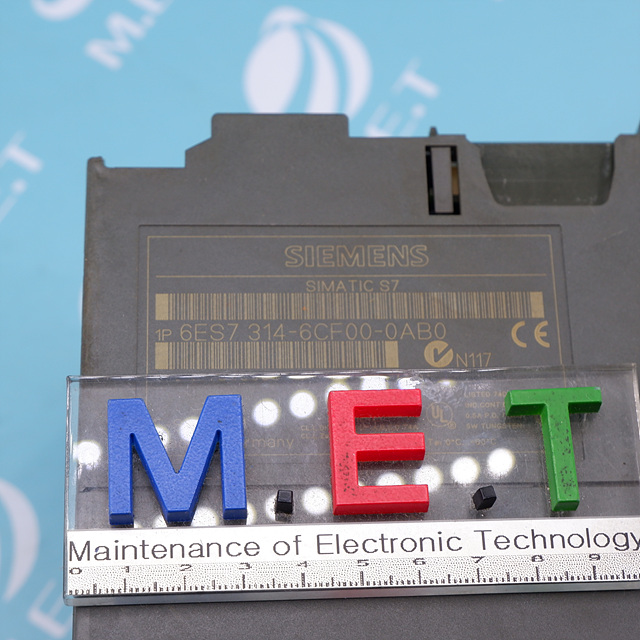 M.E.T
SIEMENS
SIMATIC S7
1P 6ES7 314-6CF00-0AB0
CE
N117
UL
M.E.T
Maintenance of Electronic Technology
0 1 2 3 4 5 6 7 8 9